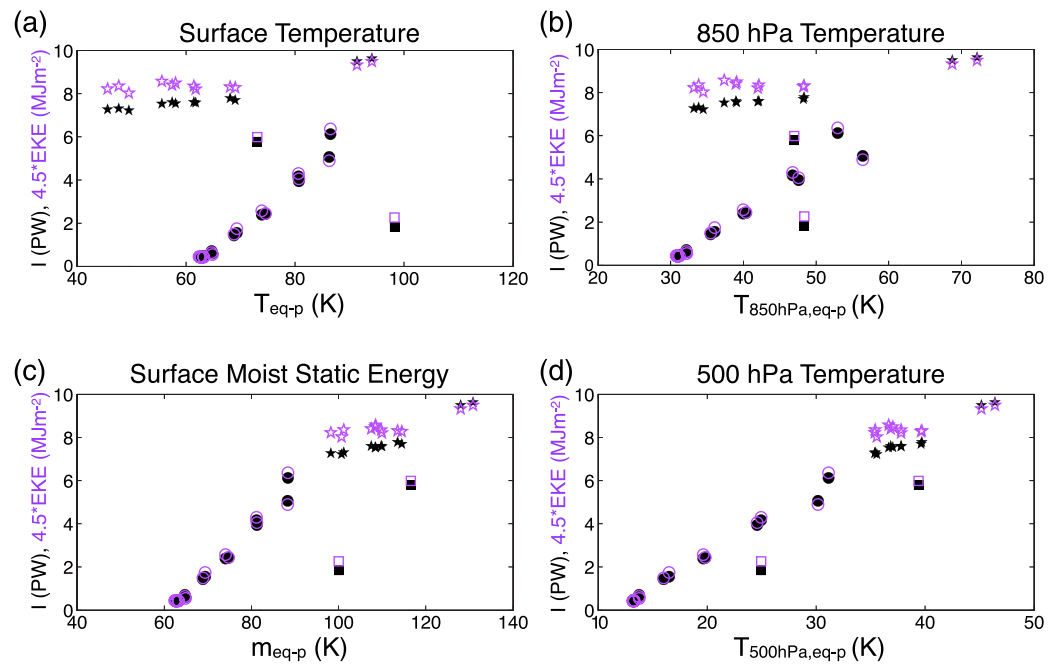 (a) Surface Temperature
I (PW), 4.5*EKE (MJm-2)
10
8
6
4
2
0
40 60 80 100 120
Teq-p (K)
(b) 850 hPa Temperature
I (PW), 4.5*EKE (MJm-2)
10
8
6
4
2
0
20 30 40 50 60 70 80
T850hPa,eq-p (K)
(c) Surface Moist Static Energy
I (PW), 4.5*EKE (MJm-2)
10
8
6
4
2
0
40 60 80 100 120 140
meq-p (K)
(d) 500 hPa Temperature
I (PW), 4.5*EKE (MJm-2)
10
8
6
4
2
0
10 20 30 40 50
T500hPa,eq-p (K)